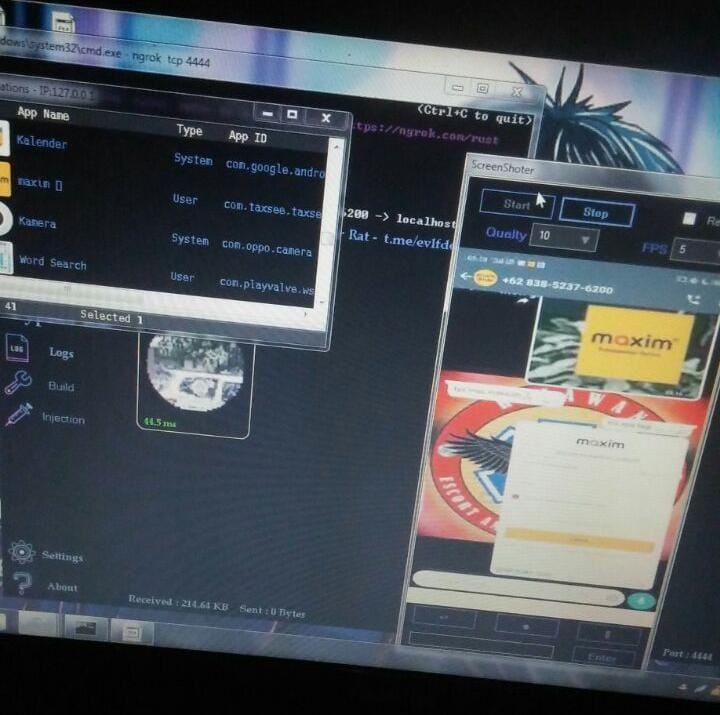 dows\system32\cmd.exe - ngrok tcp 4444
ations - IP:127.0.0.1
(Ctrl+C to quit)
https://ngrok.com/rust
App Name
Type
App ID
Kalender
System
com.google.andro
maxim []
User
com.taxsee.taxse
Kamera
System
com.oppo.camera
Word Search
User
com.playvalve.ws
41
Selected 1
6200 -> localhost
Rat - t.me/evlfde
ScreenShoter
Start
Stop
Quality
10
FPS
5
+62 838-5237-6200
maxim
maxim
ESCORT
Logs
Build
Injection
44.5 ms
Settings
About
Received : 214.64 KB Sent : 0 Bytes
Enter
Port : 4444